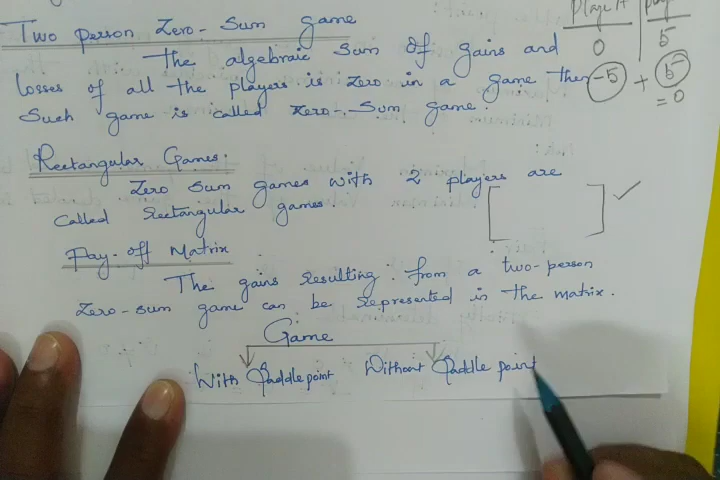 Two person Zero-Sum game
The algebraic sum of gains and
losses of all the players is zero in a game then
Such game is called Zero-Sum game.
Player A
0 5
-5 + 5
= 0
Rectangular Games:
Zero sum games with 2 players are
called Rectangular games.
Pay-off Matrix
The gains resulting from a two-person
Zero-sum game can be represented in the matrix.
Game
With Saddle point Without Saddle point